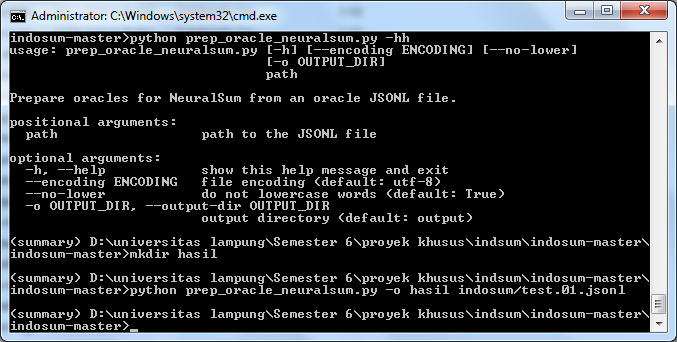 Administrator: C:\Windows\system32\cmd.exe
indosum-master>python prep_oracle_neuralsum.py -hh
usage: prep_oracle_neuralsum.py [-h] [--encoding ENCODING] [--no-lower]
[-o OUTPUT_DIR]
path
Prepare oracles for NeuralSum from an oracle JSONL file.
positional arguments:
path path to the JSONL file
optional arguments:
-h, --help show this help message and exit
--encoding ENCODING file encoding (default: utf-8)
--no-lower do not lowercase words (default: True)
-o OUTPUT_DIR, --output-dir OUTPUT_DIR
output directory (default: output)
(summary) D:\universitas lampung\Semester 6\proyek khusus\indsum\indosum-master\
indosum-master>mkdir hasil
(summary) D:\universitas lampung\Semester 6\proyek khusus\indsum\indosum-master\
indosum-master>python prep_oracle_neuralsum.py -o hasil indosum/test.01.jsonl
(summary) D:\universitas lampung\Semester 6\proyek khusus\indsum\indosum-master\
indosum-master>_